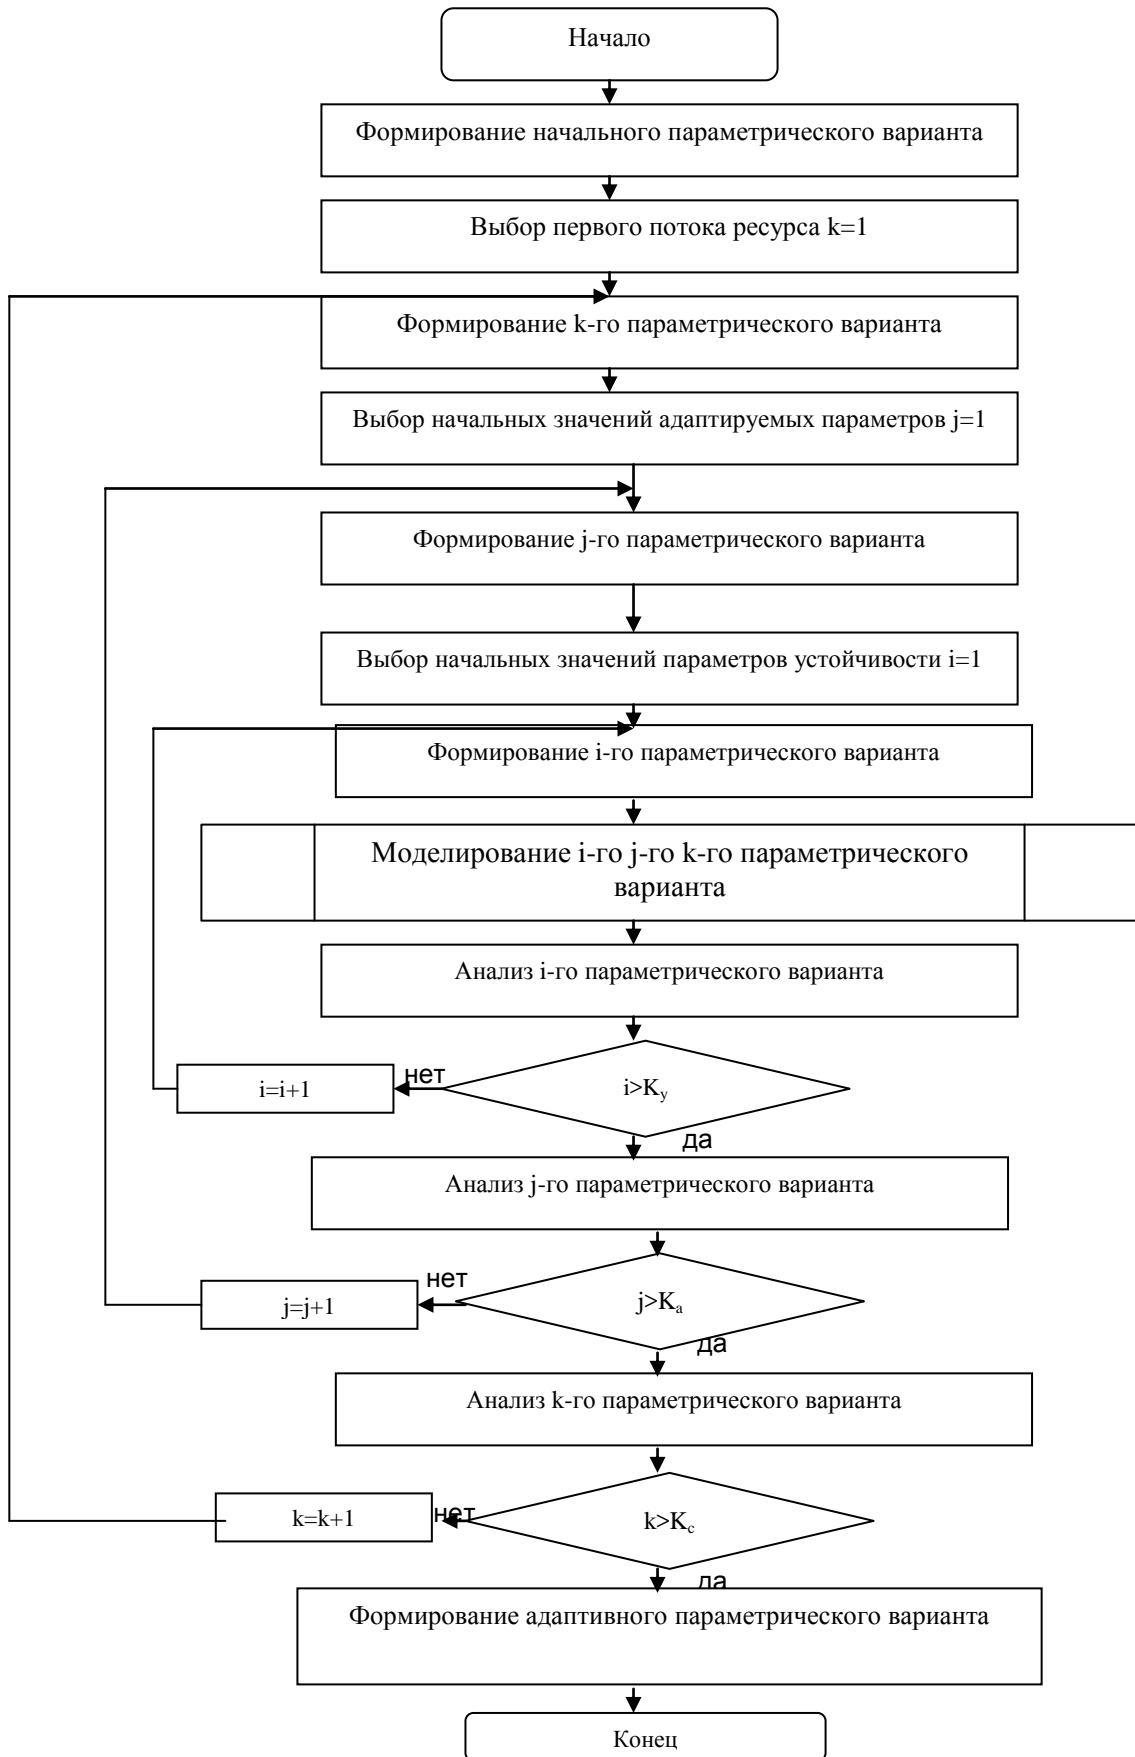 Начало
Формирование начального параметрического варианта
Выбор первого потока ресурса k=1
Формирование k-го параметрического варианта
Выбор начальных значений адаптируемых параметров j=1
Формирование j-го параметрического варианта
Выбор начальных значений параметров устойчивости i=1
Формирование i-го параметрического варианта
Моделирование i-го j-го k-го параметрического
варианта
Анализ i-го параметрического варианта
нет
i=i+1
i>Kу
да
Анализ j-го параметрического варианта
нет
j=j+1
j>Kа
да
Анализ k-го параметрического варианта
нет
k=k+1
k>Kс
да
Формирование адаптивного параметрического варианта
Конец